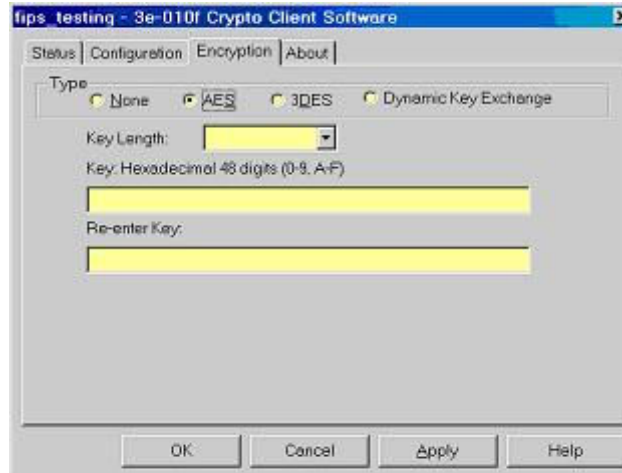 fips_testing - 3e-010f Crypto Client Software
Status Configuration Encryption About
Type
None AES 3DES Dynamic Key Exchange
Key Length:
Key: Hexadecimal 48 digits (0-9, A-F)
Re-enter Key:
OK Cancel Apply Help